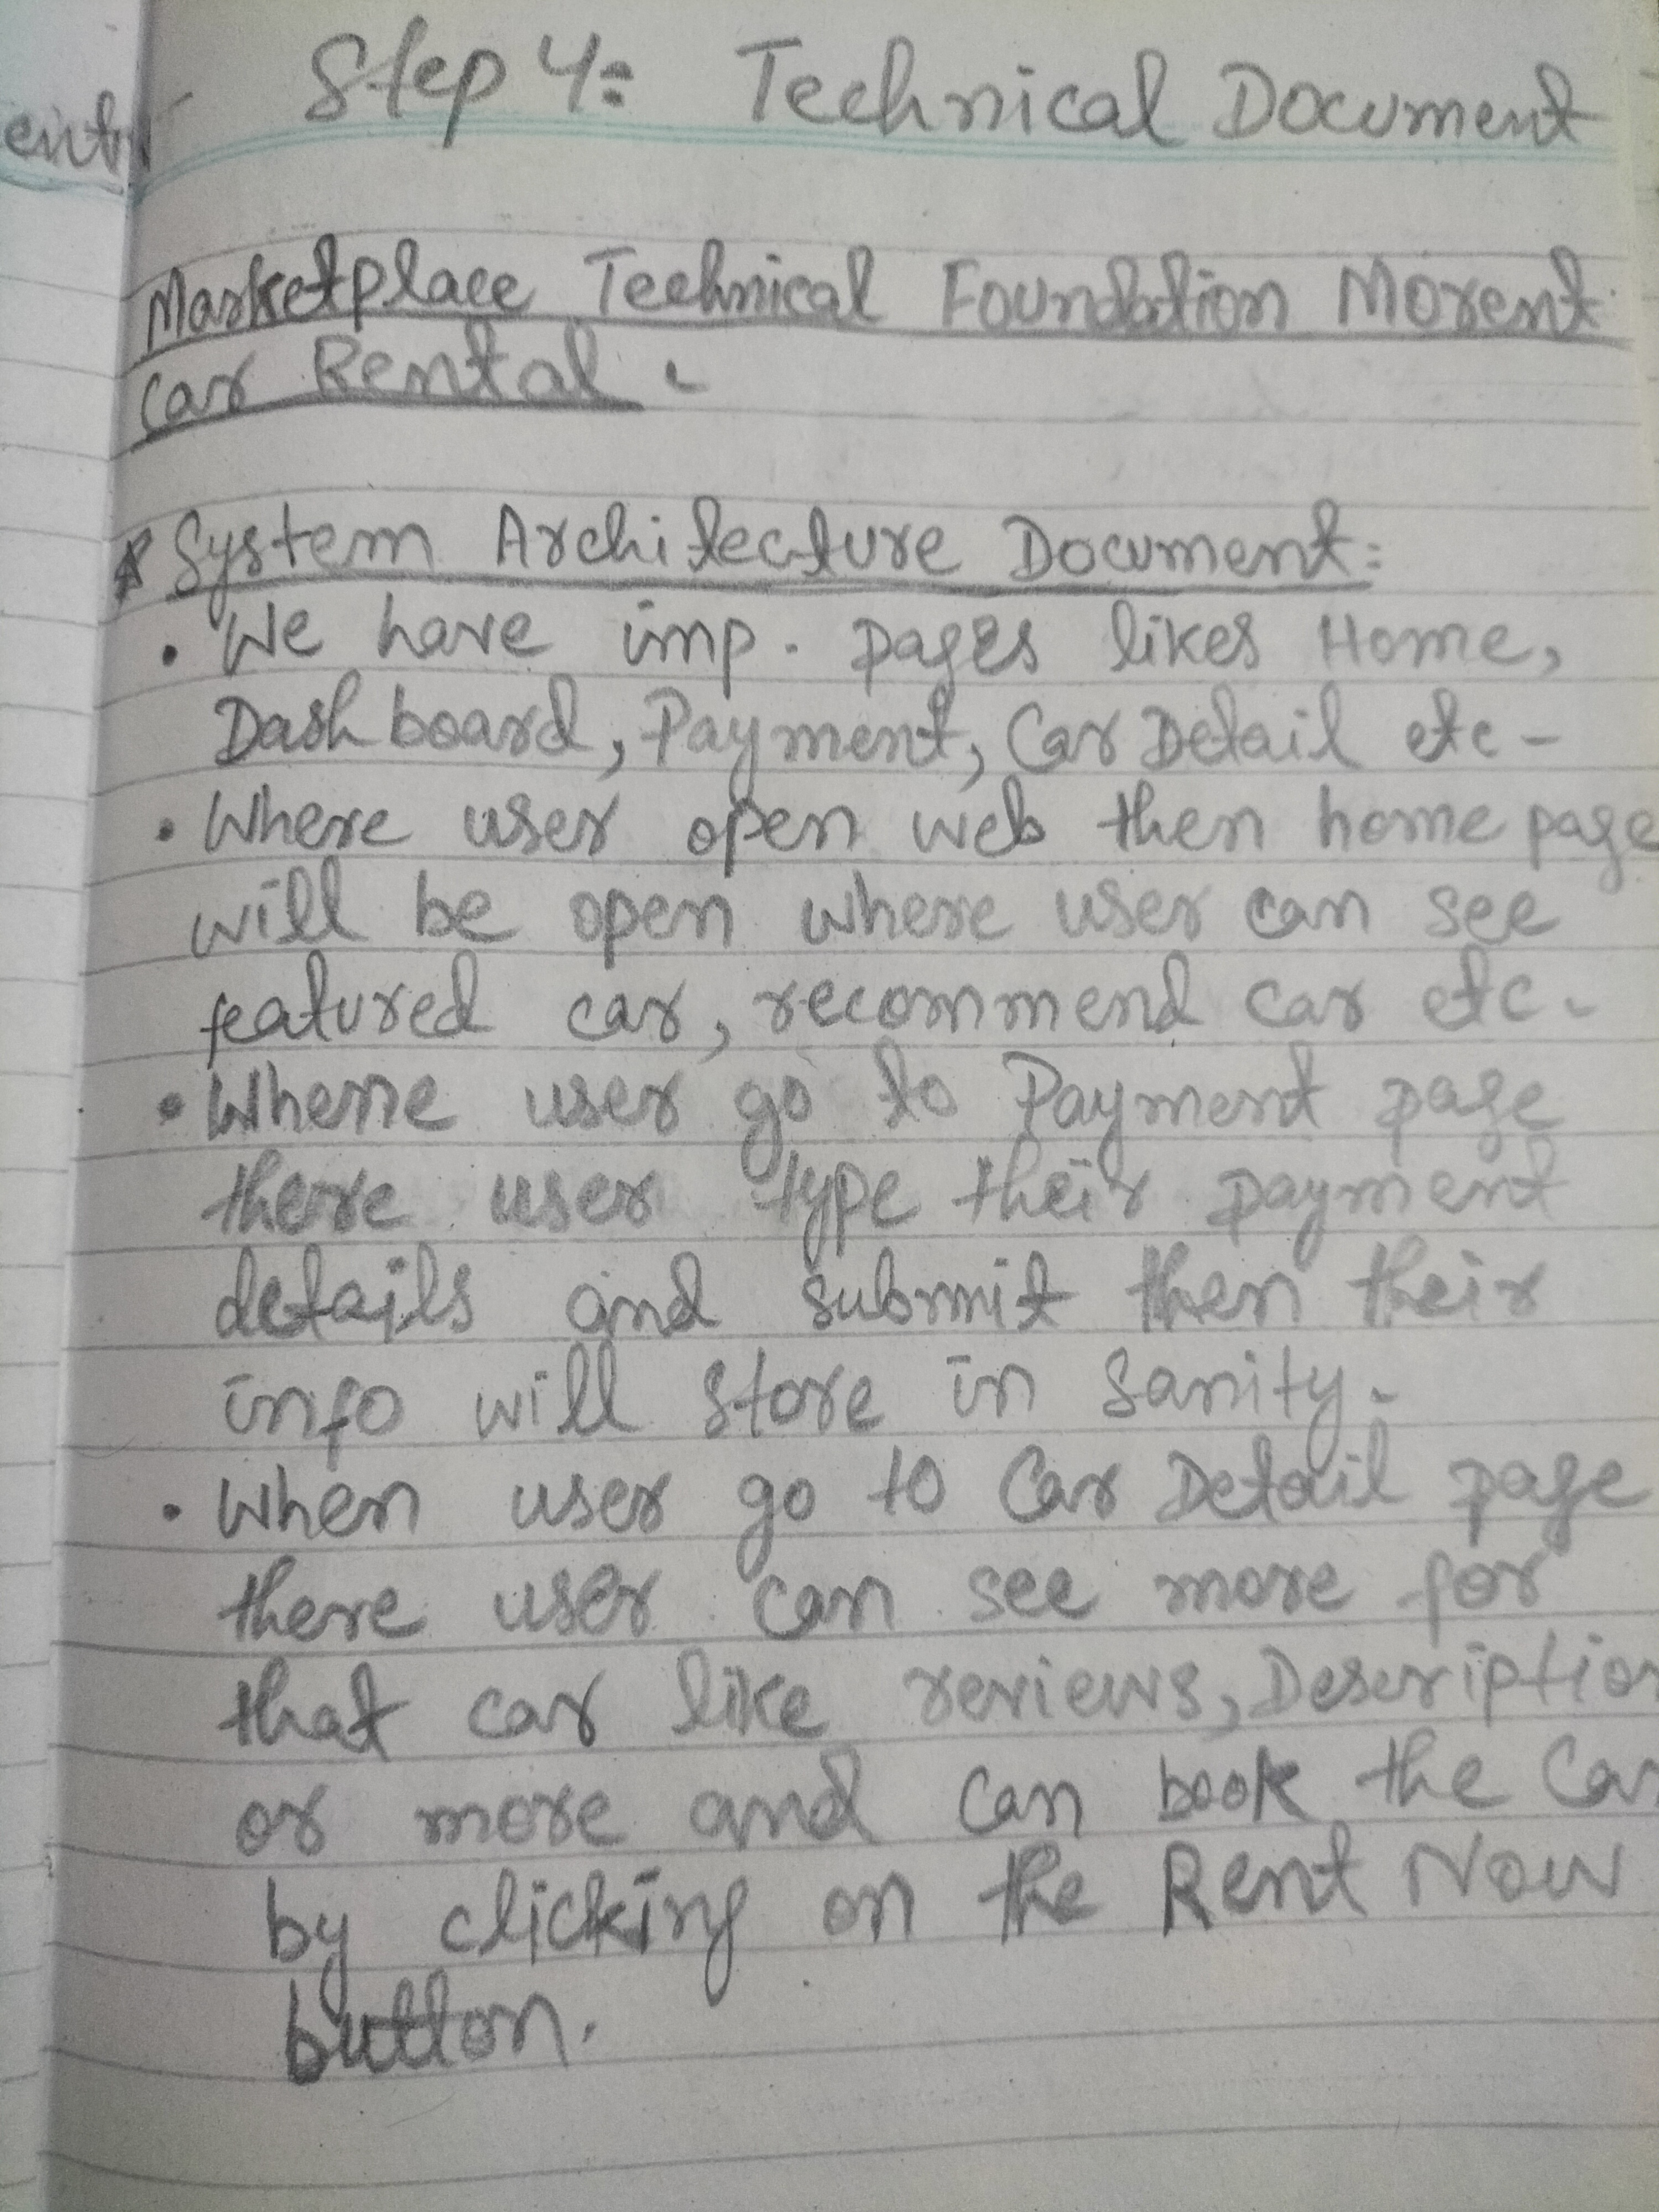 Step 4: Technical Document
ent
Marketplace Technical Foundation Morent
Car Rental.
* System Architecture Document:
• We have imp. pages likes Home,
Dashboard, Payment, Car Detail etc -
• Where user open web then home page
will be open where user can see
featured car, recommend car etc.
• Where user go to Payment page
there user type their payment
details and submit then their
info will store in Sanity.
• When user go to Car Detail page
there user can see more for
that car like reviews, Description
or more and can book the Car
by clicking on the Rent Now
button.